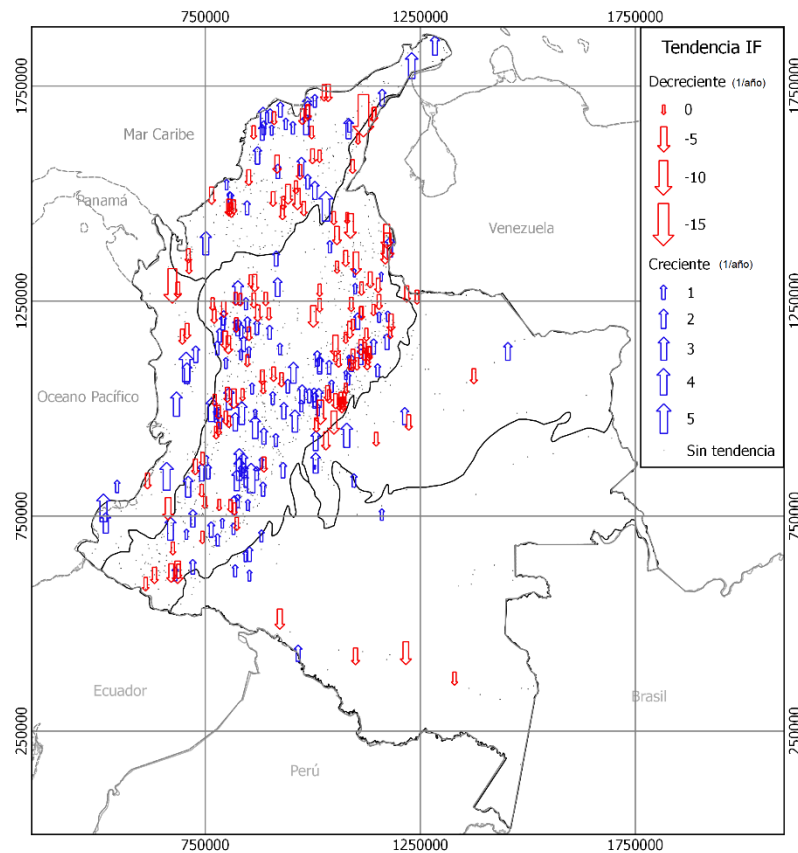 750000 1250000 1750000
Tendencia IF
Decreciente (1/año)
0
-5
-10
-15
Creciente (1/año)
1
2
3
4
5
Sin tendencia
1750000 1750000
Mar Caribe
Panamá
Venezuela
1250000 1250000
Oceano Pacífico
750000 750000
Ecuador
Brasil
250000 250000
Perú
750000 1250000 1750000